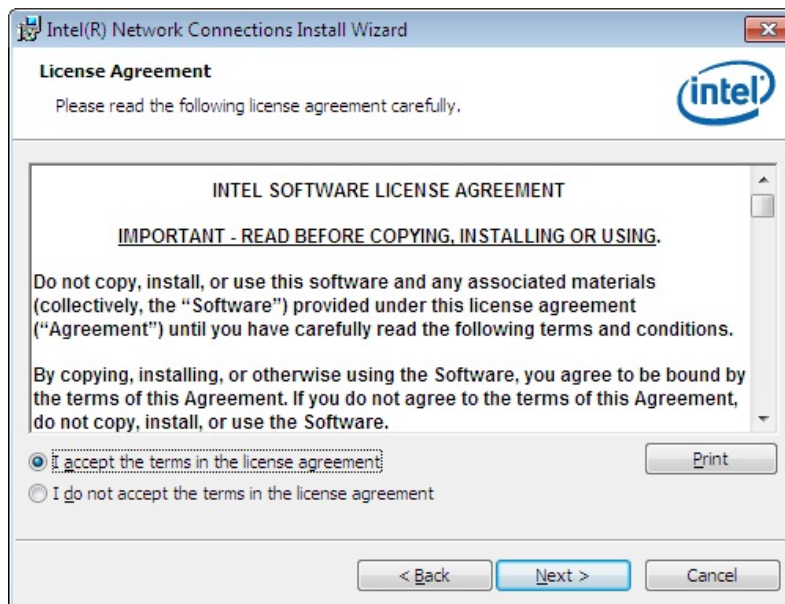 Intel(R) Network Connections Install Wizard
License Agreement
Please read the following license agreement carefully.
intel
INTEL SOFTWARE LICENSE AGREEMENT
IMPORTANT - READ BEFORE COPYING, INSTALLING OR USING.
Do not copy, install, or use this software and any associated materials
(collectively, the “Software”) provided under this license agreement
(“Agreement”) until you have carefully read the following terms and conditions.
By copying, installing, or otherwise using the Software, you agree to be bound by
the terms of this Agreement. If you do not agree to the terms of this Agreement,
do not copy, install, or use the Software.
I accept the terms in the license agreement
Print
I do not accept the terms in the license agreement
< Back
Next >
Cancel